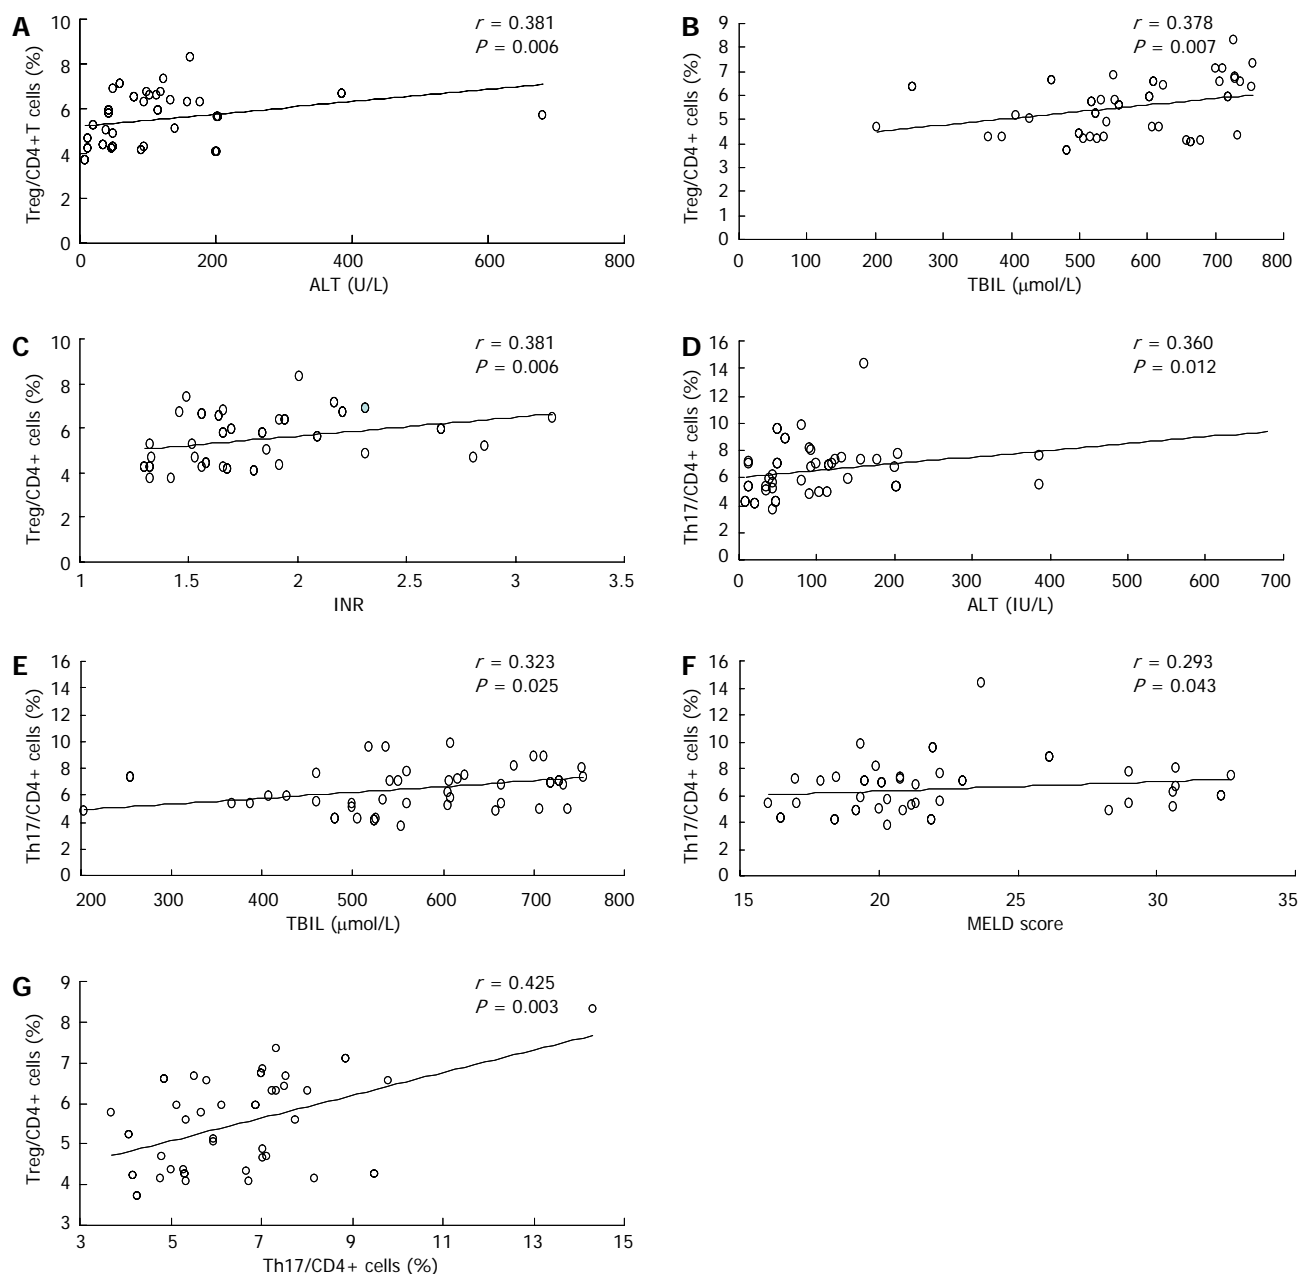 A
r = 0.381
P = 0.006
Treg/CD4+T cells (%)
10
8
6
4
2
0
0 200 400 600 800
ALT (U/L)
B
r = 0.378
P = 0.007
Treg/CD4+ cells (%)
9
8
7
6
5
4
3
2
1
0
0 100 200 300 400 500 600 700 800
TBIL (μmol/L)
C
r = 0.381
P = 0.006
Treg/CD4+ cells (%)
10
8
6
4
2
0
1 1.5 2 2.5 3 3.5
INR
D
r = 0.360
P = 0.012
Th17/CD4+ cells (%)
16
14
12
10
8
6
4
2
0
0 100 200 300 400 500 600 700
ALT (IU/L)
E
r = 0.323
P = 0.025
Th17/CD4+ cells (%)
16
14
12
10
8
6
4
2
0
200 300 400 500 600 700 800
TBIL (μmol/L)
F
r = 0.293
P = 0.043
Th17/CD4+ cells (%)
16
14
12
10
8
6
4
2
0
15 20 25 30 35
MELD score
G
r = 0.425
P = 0.003
Treg/CD4+ cells (%)
9
8
7
6
5
4
3
3 5 7 9 11 13 15
Th17/CD4+ cells (%)